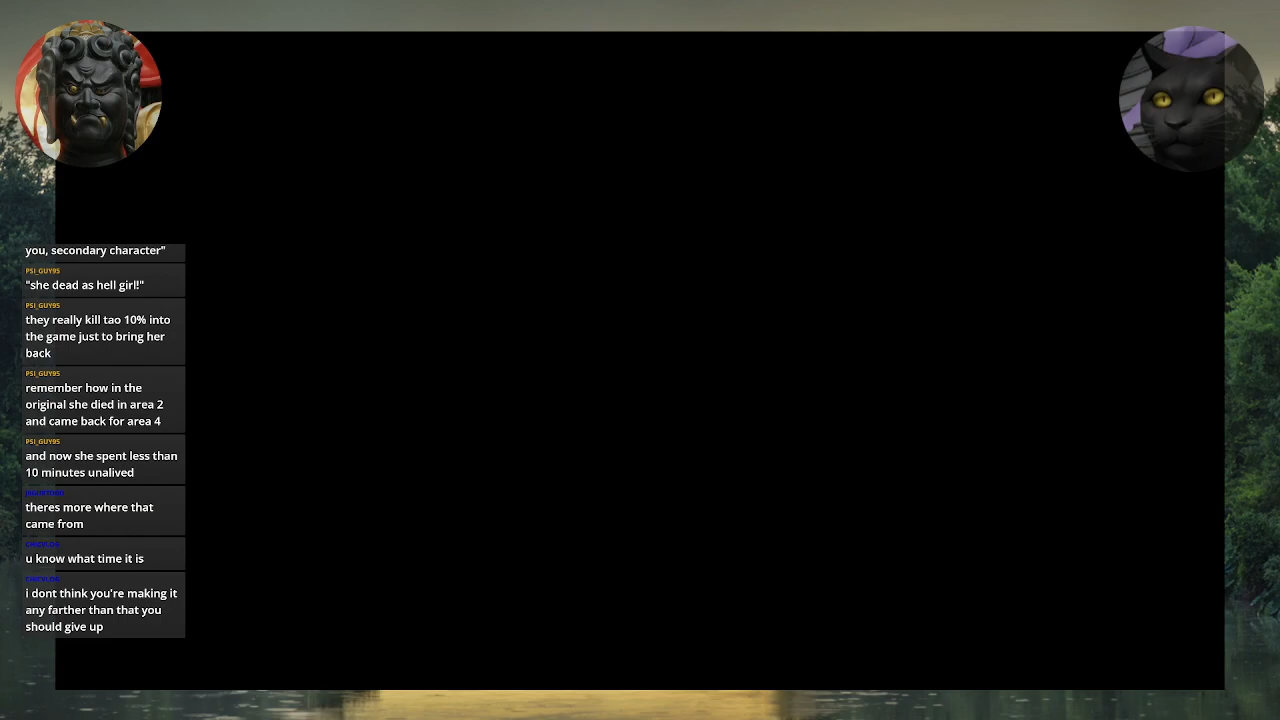 you, secondary character"
PSI_GUY95
"she dead as hell girl!"
PSI_GUY95
they really kill tao 10% into
the game just to bring her
back
PSI_GUY95
remember how in the
original she died in area 2
and came back for area 4
PSI_GUY95
and now she spent less than
10 minutes unalived
theres more where that
came from
u know what time it is
i dont think you're making it
any farther than that you
should give up